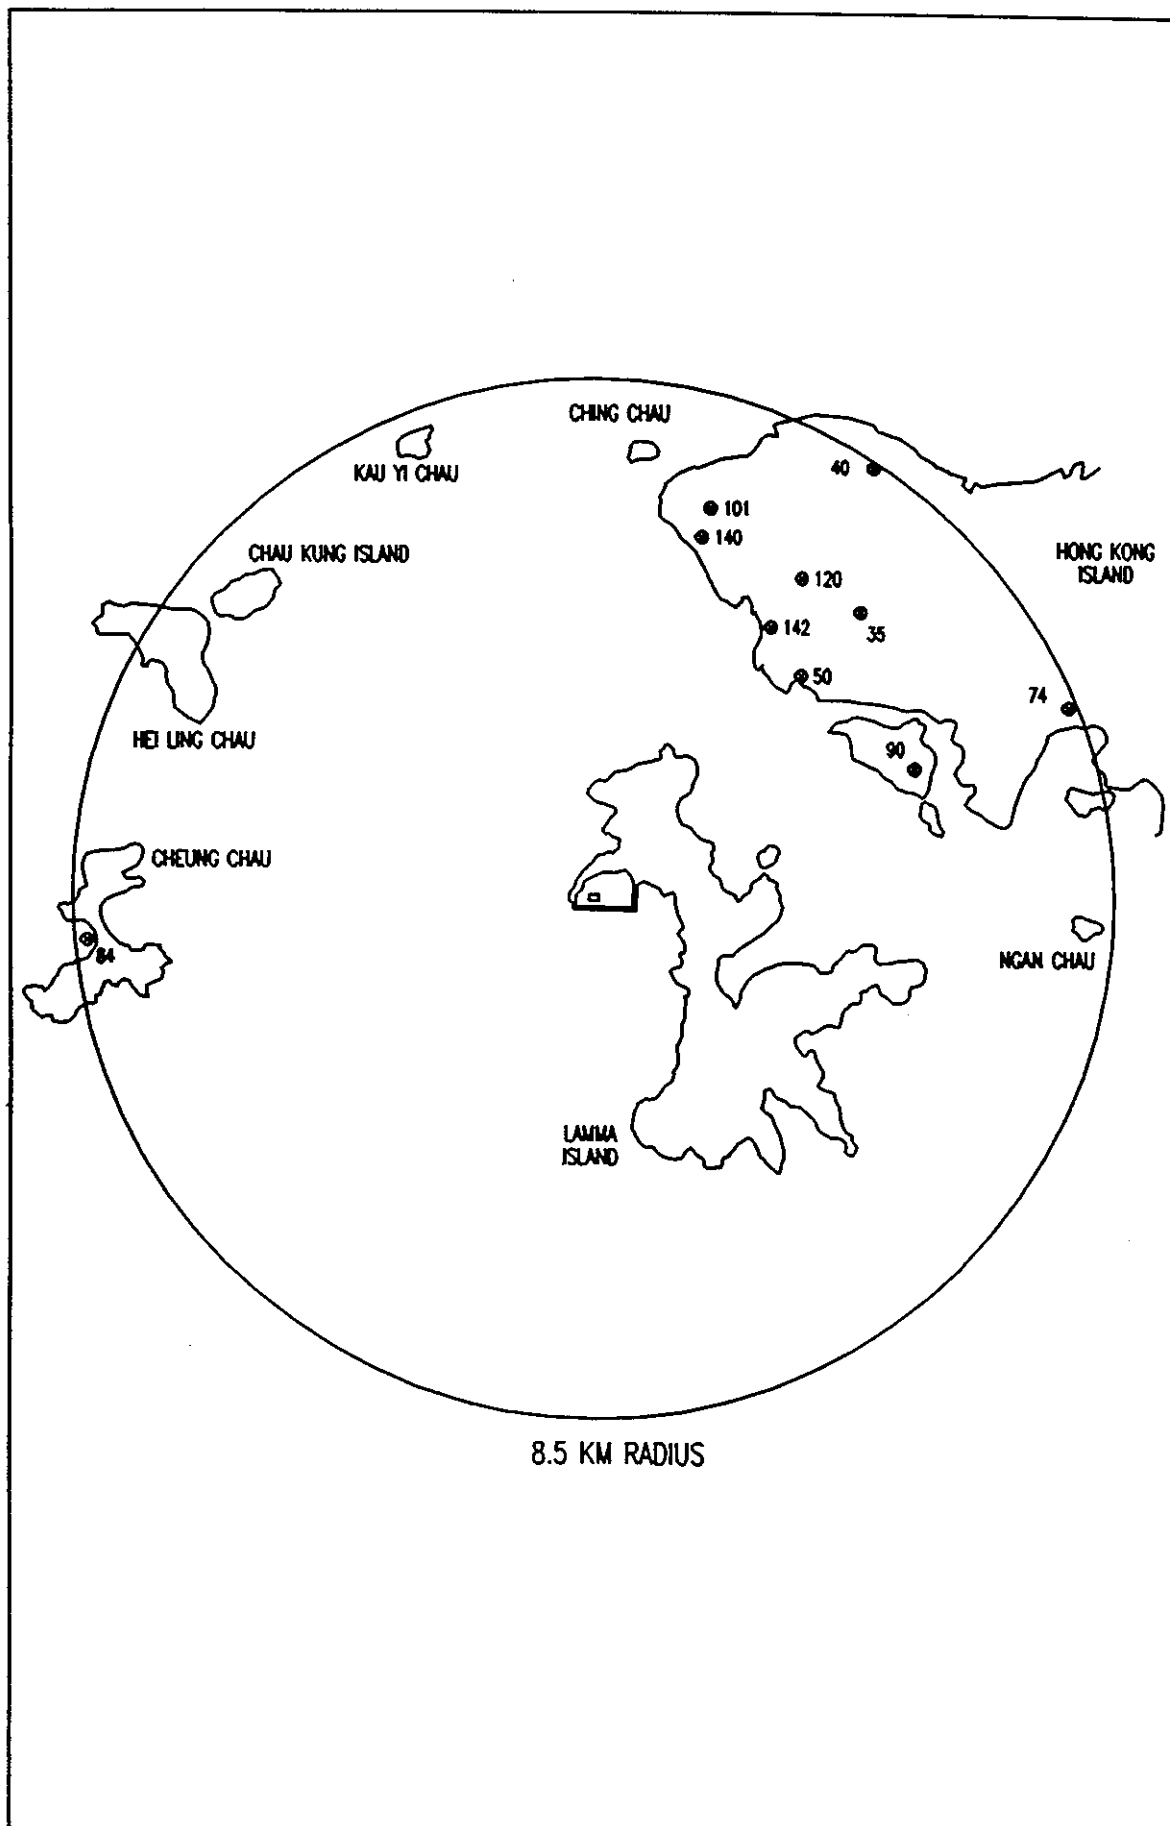 CHING CHAU
KAU YI CHAU
40
101
140
CHAU KUNG ISLAND
HONG KONG
ISLAND
120
142
35
50
74
HEI LING CHAU
90
CHEUNG CHAU
84
NGAN CHAU
LAMMA
ISLAND
8.5 KM RADIUS